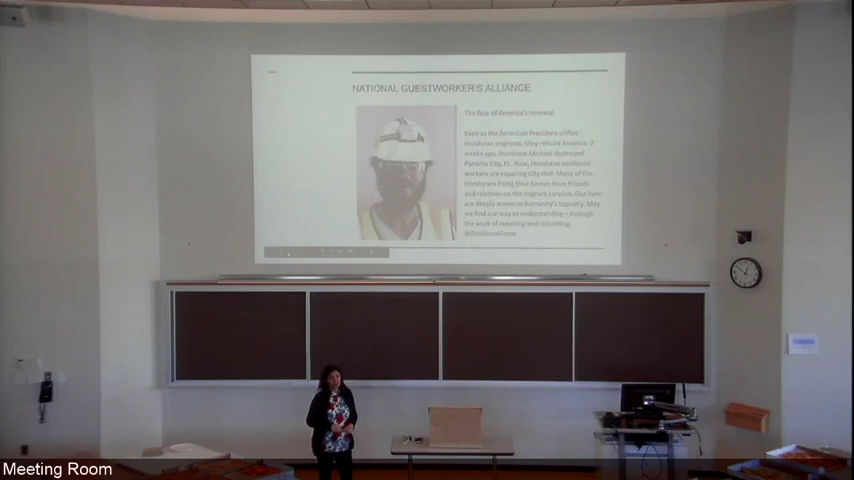 NATIONAL GUESTWORKER'S ALLIANCE
The face of America's renewal.
Even as the American President vilifies
Honduran migrants, they rebuild America. 2
weeks ago, Hurricane Michael destroyed
Panama City, FL. Now, Honduran resilience
workers are repairing City Hall. Many of the
Hondurans fixing their homes have friends
and relatives on the migrant caravan. Our lives
are deeply woven in humanity's tapestry. May
we find our way to understanding—through
the work of repairing and rebuilding.
@ResilienceForce
Meeting Room